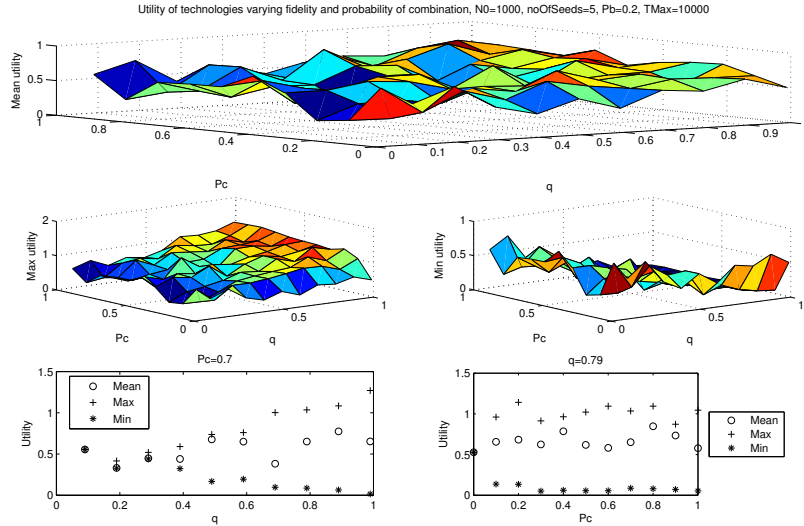 Utility of technologies varying fidelity and probability of combination, N0=1000, noOfSeeds=5, Pb=0.2, TMax=10000
Mean utility
1
0.5
0
1
0.8
0.6
0.4
0.2
0
0
0.1
0.2
0.3
0.4
0.5
0.6
0.7
0.8
0.9
Pc
q
Max utility
2
1
0
1
0.5
0
0
0.5
1
Pc
q
Min utility
1
0.5
0
1
0.5
0
0
0.5
1
Pc
q
Pc=0.7
Utility
1.5
1
0.5
0
0
0.2
0.4
0.6
0.8
1
q
Mean
Max
Min
q=0.79
Utility
1.5
1
0.5
0
0
0.2
0.4
0.6
0.8
1
Pc
Mean
Max
Min